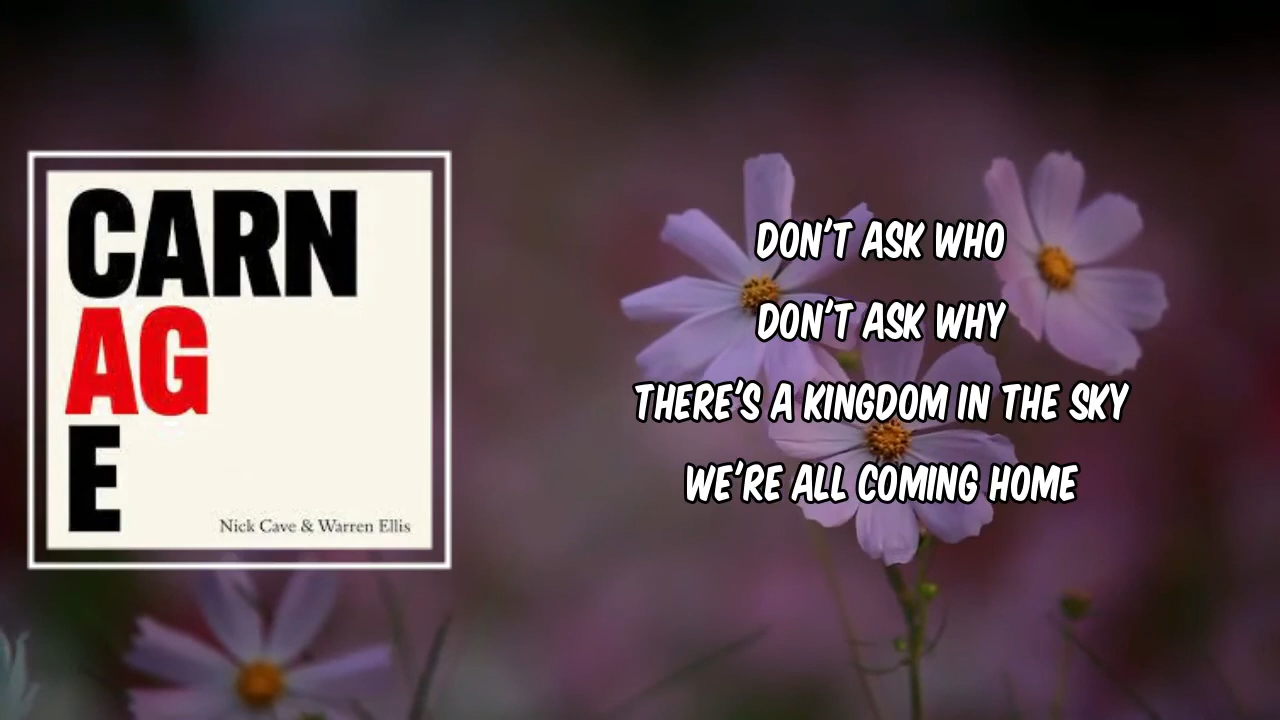 CARN
AG
E
Nick Cave & Warren Ellis
DON'T ASK WHO
DON'T ASK WHY
THERE'S A KINGDOM IN THE SKY
WE'RE ALL COMING HOME